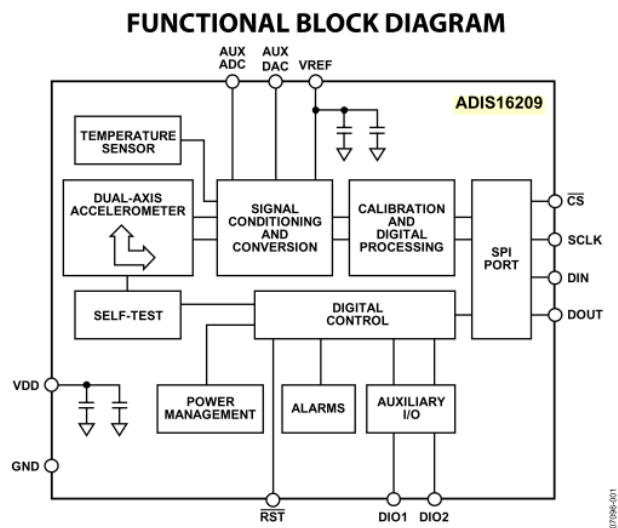 FUNCTIONAL BLOCK DIAGRAM
AUX
ADC
AUX
DAC
VREF
ADIS16209
TEMPERATURE
SENSOR
DUAL-AXIS
ACCELEROMETER
SIGNAL
CONDITIONING
AND
CONVERSION
CALIBRATION
AND
DIGITAL
PROCESSING
SPI
PORT
CS
SCLK
DIN
DOUT
SELF-TEST
DIGITAL
CONTROL
VDD
POWER
MANAGEMENT
ALARMS
AUXILIARY
I/O
GND
RST
DIO1
DIO2
07096-001